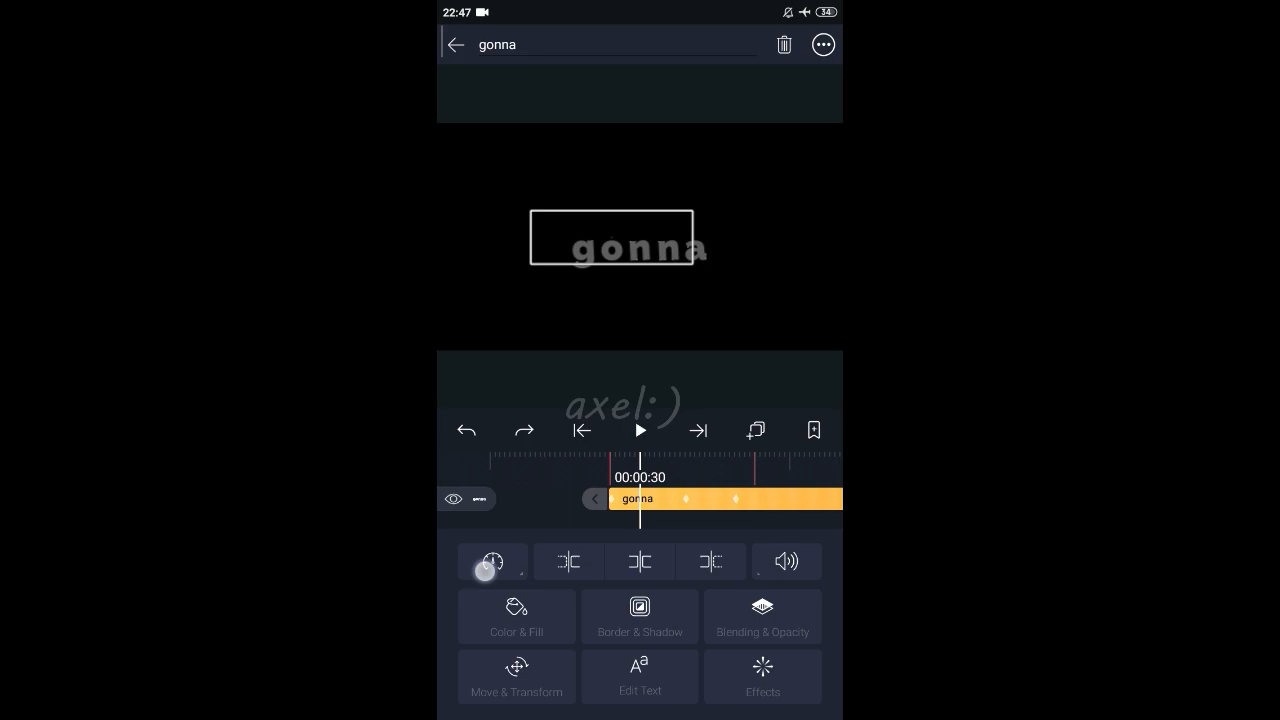 22:47
34
gonna
gonna
axel:)
00:00:30
gonna
Color & Fill
Border & Shadow
Blending & Opacity
Move & Transform
Aa
Edit Text
Effects